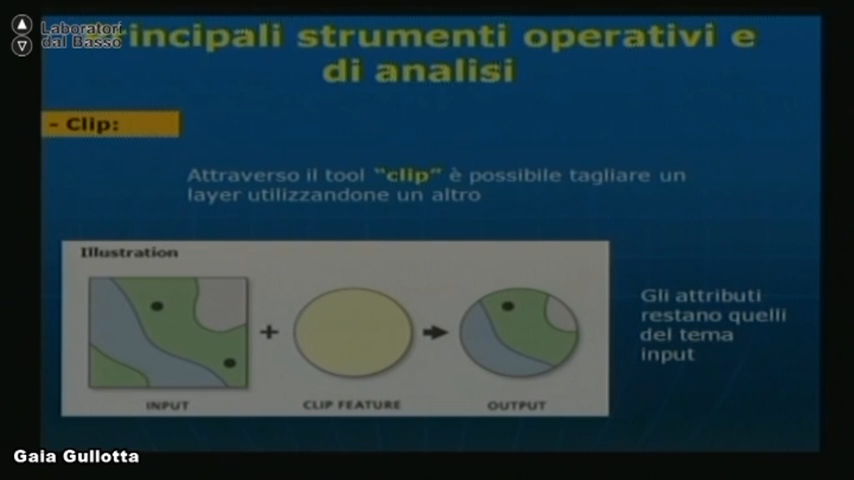 Laboratori
dal Basso
Principali strumenti operativi e
di analisi
- Clip:
Attraverso il tool “clip” è possibile tagliare un
layer utilizzandone un altro
Illustration
INPUT
CLIP FEATURE
OUTPUT
Gli attributi
restano quelli
del tema
input
Gaia Gullotta